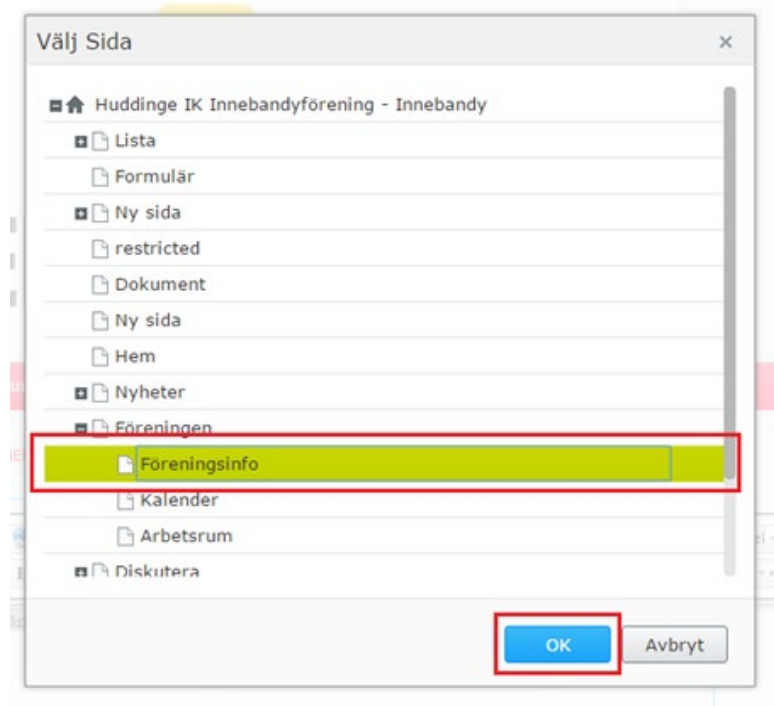 Välj Sida
Huddinge IK Innebandyförening - Innebandy
Lista
Formulär
Ny sida
restricted
Dokument
Ny sida
Hem
Nyheter
Föreningen
Föreningsinfo
Kalender
Arbetsrum
Diskutera
OK Avbryt